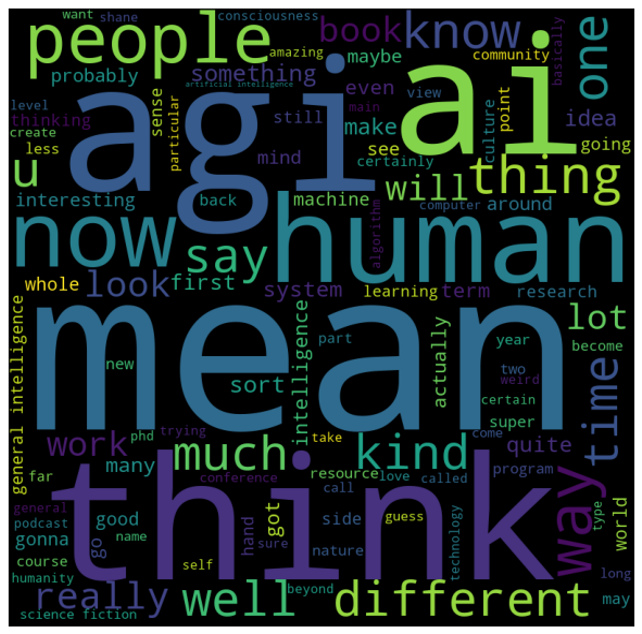 want
shane
consciousness
people
amazing
book
know
community
one
artificial intelligence
maybe
basically
probably
something
agi
ai
level
thinking
sense
particular
even
view
main
create
less
still
make
culture
point
idea
mind
see
going
u
certainly
thing
interesting
back
machine
will
computer
around
now
say
human
algorithm
whole
look
first
system
learning
term
research
mean
lot
general intelligence
new
sort
intelligence
part
actually
year
become
two
weird
certain
time
super
work
phd
trying
much
take
kind
come
quite
far
many
conference
resource
love
called
program
think
way
general
podcast
good
name
hand
got
call
side
guess
technology
type
world
gonna
go
sure
nature
long
course
really
self
well
beyond
different
may
humanity
science fiction